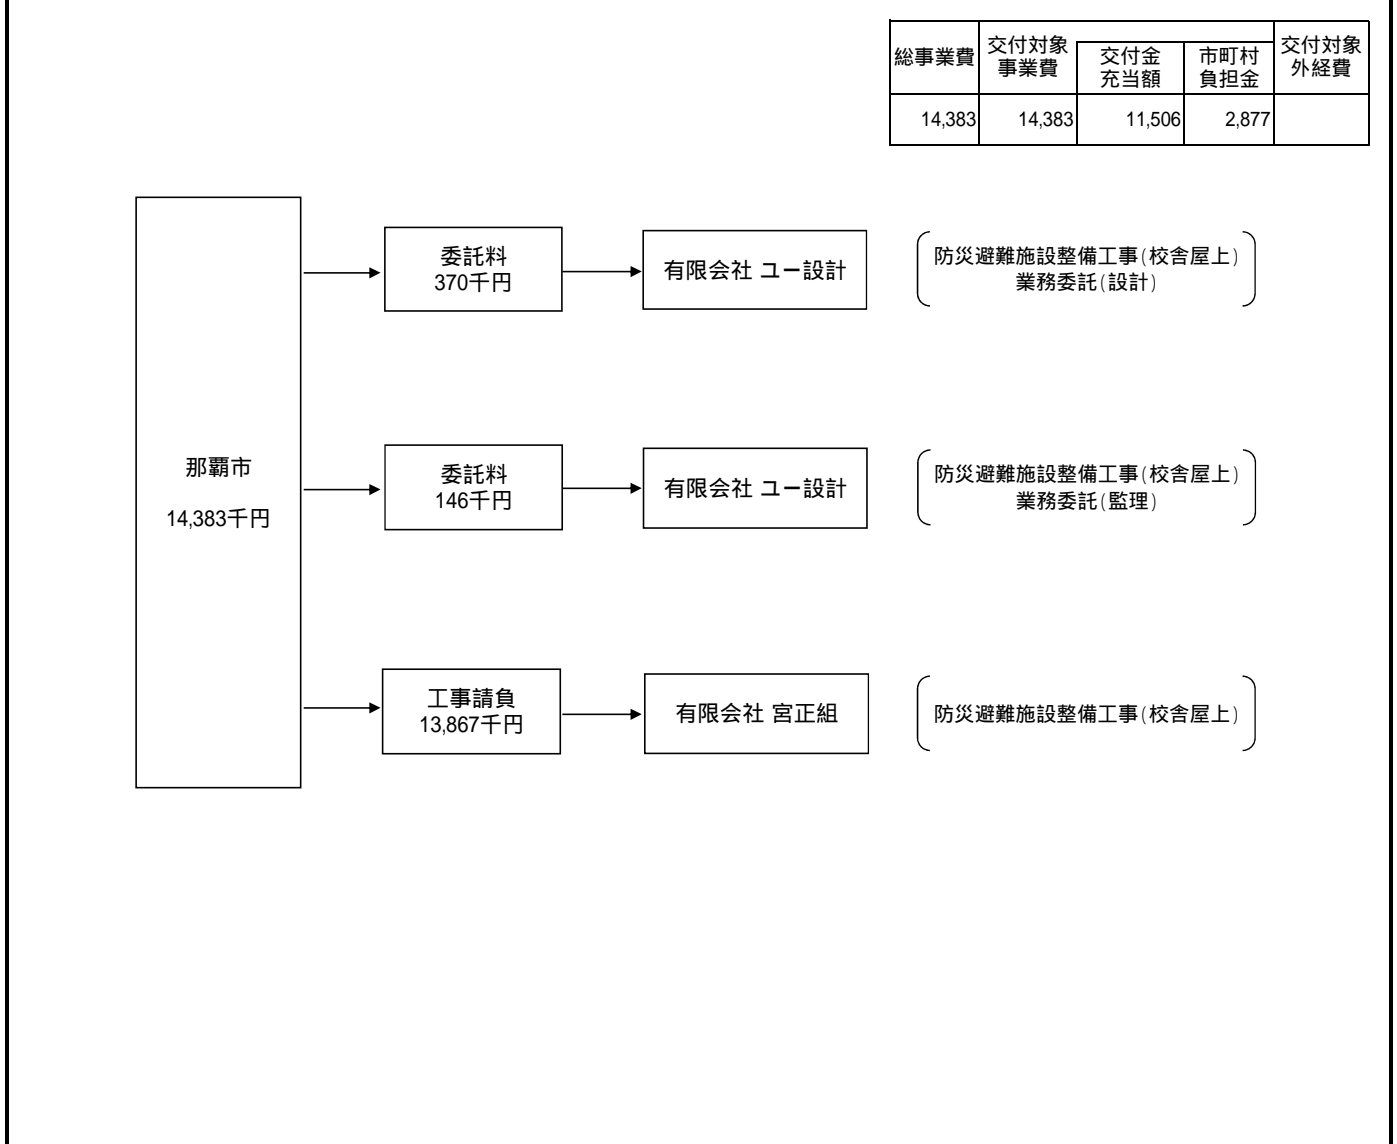 総事業費
交付対象
事業費
交付金
充当額
市町村
負担金
交付対象
外経費
14,383
14,383
11,506
2,877
那覇市
14,383千円
委託料
370千円
有限会社 ユー設計
防災避難施設整備工事(校舎屋上)
業務委託(設計)
委託料
146千円
有限会社 ユー設計
防災避難施設整備工事(校舎屋上)
業務委託(監理)
工事請負
13,867千円
有限会社 宮正組
防災避難施設整備工事(校舎屋上)